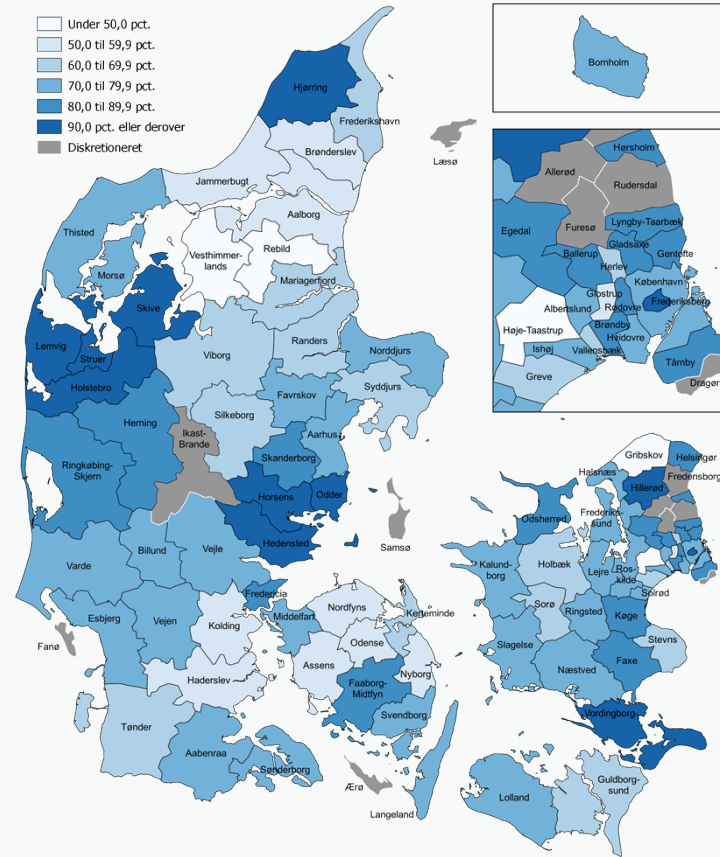 Under 50,0 pct.
50,0 til 59,9 pct.
60,0 til 69,9 pct.
70,0 til 79,9 pct.
80,0 til 89,9 pct.
90,0 pct. eller derover
Diskretioneret
Hjørring
Frederikshavn
Læsø
Brønderslev
Jammerbugt
Aalborg
Thisted
Vesthimmer-
lands
Rebild
Morsø
Mariagerfjord
Skive
Lemvig
Struer
Viborg
Randers
Norddjurs
Holstebro
Syddjurs
Favrskov
Herning
Silkeborg
Ikast-
Brande
Aarhus
Skanderborg
Ringkøbing-
Skjern
Horsens
Odder
Samsø
Hedensted
Billund
Vejle
Varde
Fredericia
Esbjerg
Vejen
Kolding
Middelfart
Nordfyns
Kerteminde
Fanø
Odense
Assens
Nyborg
Haderslev
Faaborg-
Midtfyn
Svendborg
Tønder
Aabenraa
Sønderborg
Ærø
Langeland
Bornholm
Hørsholm
Allerød
Rudersdal
Furesø
Lyngby-Taarbæk
Egedal
Gladsaxe
Ballerup
Gentofte
Herlev
København
Glostrup
Frederiksberg
Albertslund
Rødovre
Høje-Taastrup
Brøndby
Hvidovre
Ishøj
Vallensbæk
Tårnby
Greve
Dragør
Gribskov
Helsingør
Halsnæs
Fredensborg
Hillerød
Odsherred
Frederiks-
sund
Kalund-
borg
Holbæk
Lejre
Ros-
kilde
Solrød
Sorø
Ringsted
Køge
Stevns
Slagelse
Faxe
Næstved
Vordingborg
Guldborg-
sund
Lolland